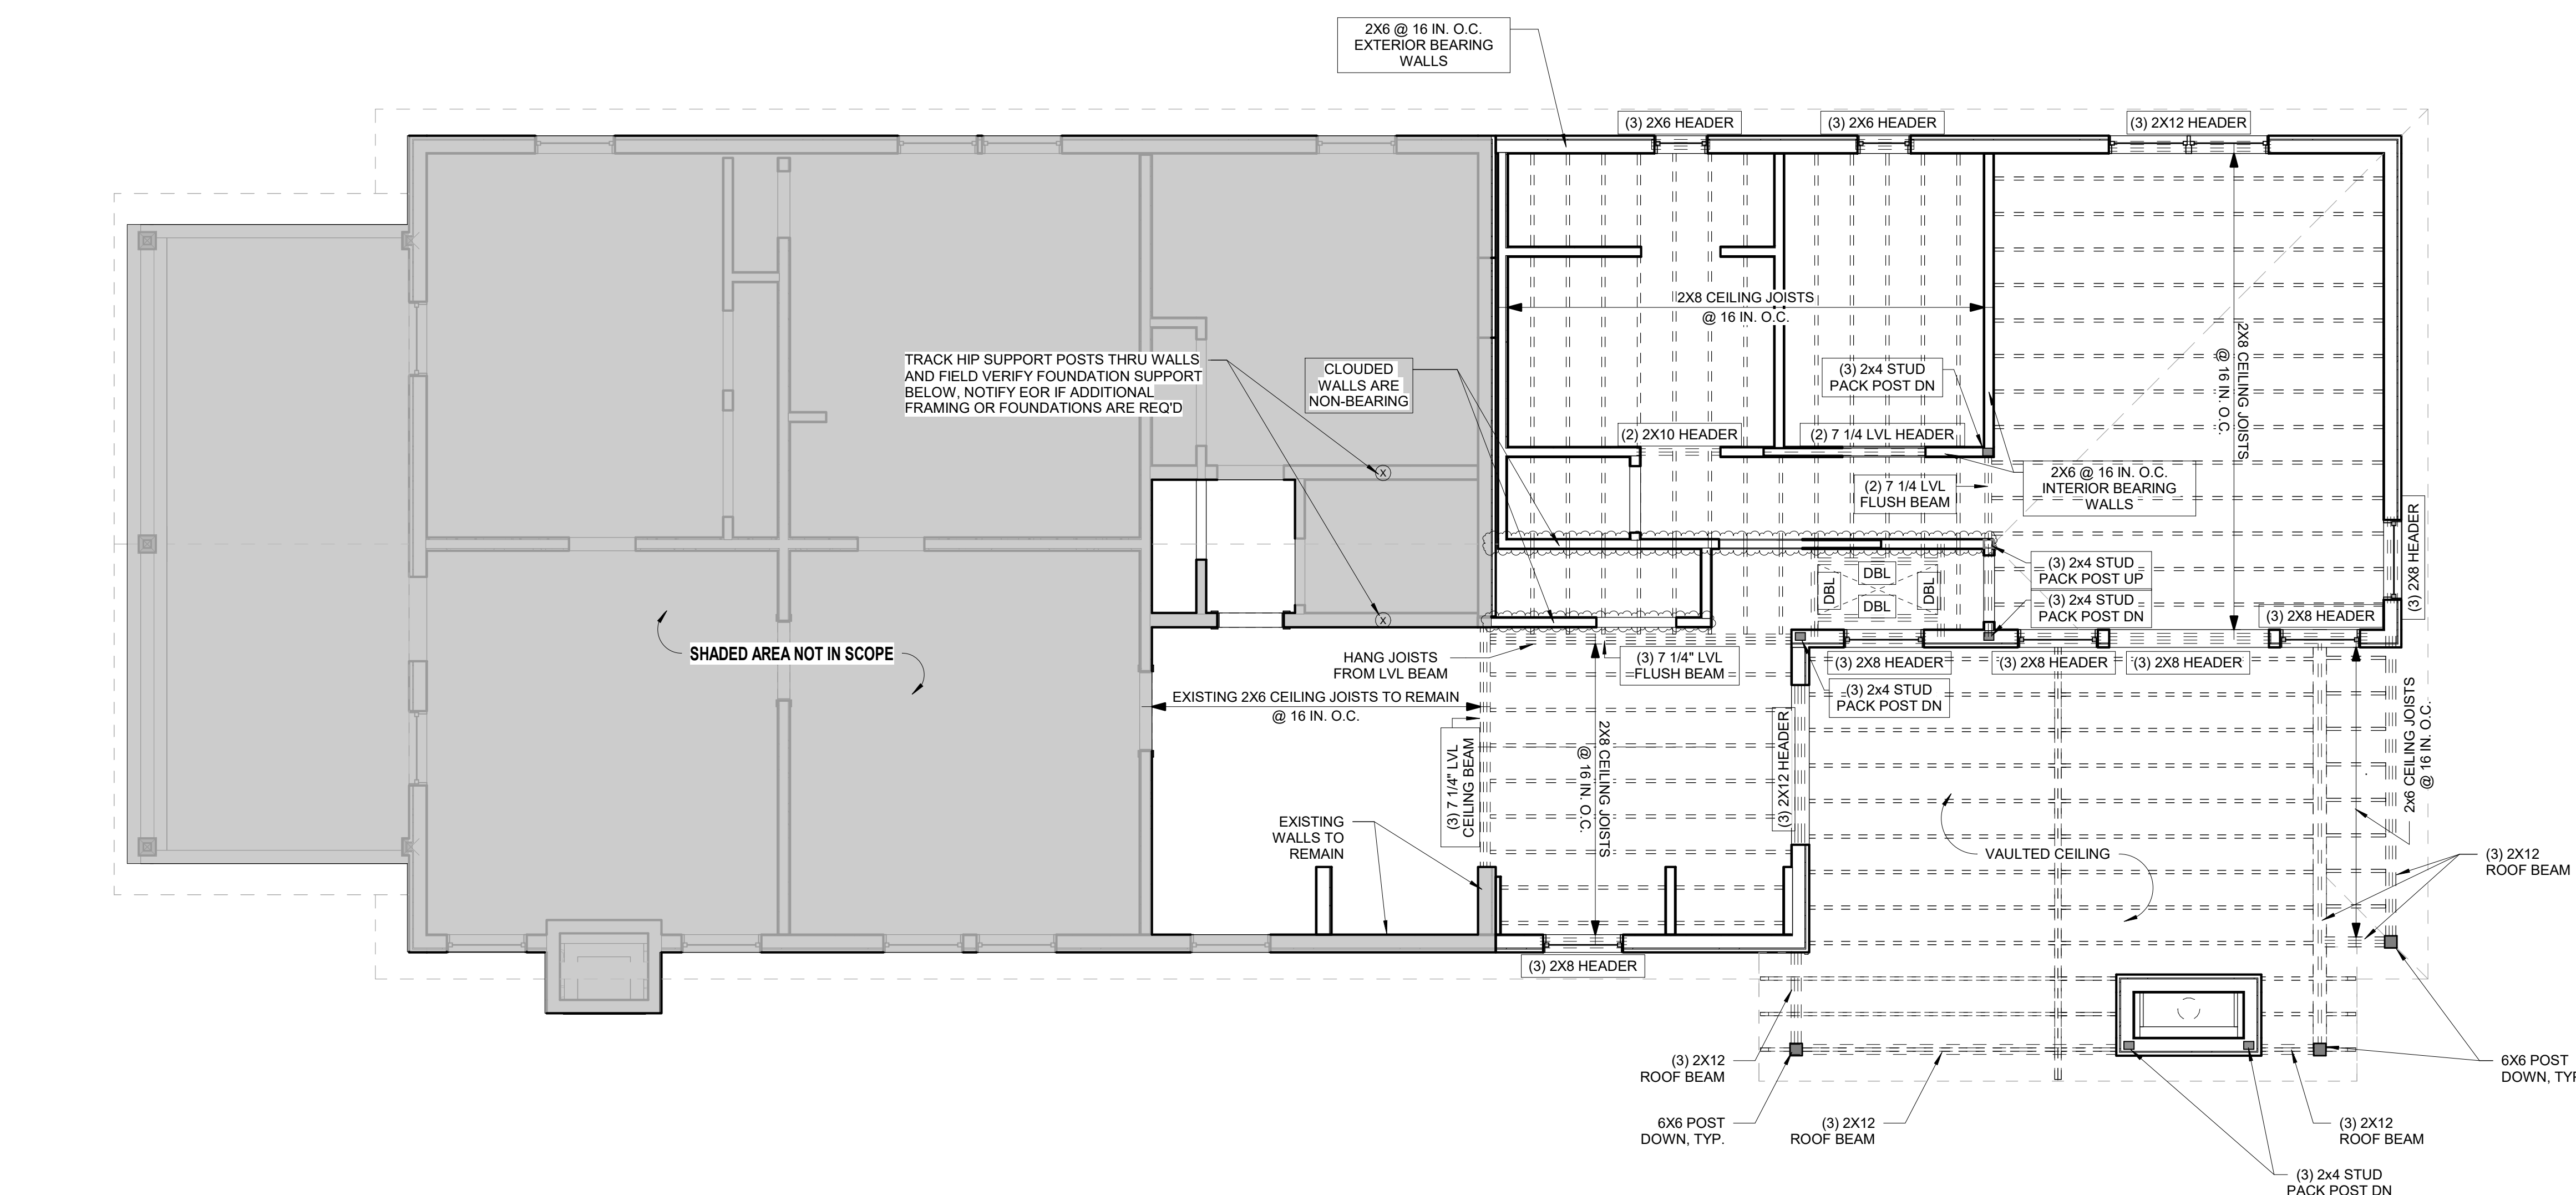 2X6 @ 16 IN. O.C.
EXTERIOR BEARING
WALLS
(3) 2X6 HEADER
(3) 2X6 HEADER
(3) 2X12 HEADER
2X8 CEILING JOISTS
@ 16 IN. O.C.
2X8 CEILING JOISTS
@ 16 IN. O.C.
TRACK HIP SUPPORT POSTS THRU WALLS
AND FIELD VERIFY FOUNDATION SUPPORT
BELOW, NOTIFY EOR IF ADDITIONAL
FRAMING OR FOUNDATIONS ARE REQ'D
CLOUDED
WALLS ARE
NON-BEARING
(3) 2x4 STUD
PACK POST DN
(2) 2X10 HEADER
(2) 7 1/4 LVL HEADER
X
2X6 @ 16 IN. O.C.
INTERIOR BEARING
WALLS
(2) 7 1/4 LVL
FLUSH BEAM
(3) 2X8 HEADER
DBL
DBL
DBL
DBL
(3) 2x4 STUD
PACK POST UP
(3) 2x4 STUD
PACK POST DN
X
(3) 2X8 HEADER
SHADED AREA NOT IN SCOPE
HANG JOISTS
FROM LVL BEAM
(3) 7 1/4" LVL
FLUSH BEAM
(3) 2X8 HEADER
(3) 2X8 HEADER
(3) 2X8 HEADER
(3) 2x4 STUD
PACK POST DN
EXISTING 2X6 CEILING JOISTS TO REMAIN
@ 16 IN. O.C.
(3) 7 1/4" LVL
CEILING BEAM
2X8 CEILING JOISTS
@ 16 IN. O.C.
(3) 2X12 HEADER
2x6 CEILING JOISTS
@ 16 IN. O.C.
EXISTING
WALLS TO
REMAIN
VAULTED CEILING
(3) 2X12
ROOF BEAM
(3) 2X8 HEADER
(3) 2X12
ROOF BEAM
6X6 POST
DOWN, TYP
6X6 POST
DOWN, TYP.
(3) 2X12
ROOF BEAM
(3) 2X12
ROOF BEAM
(3) 2x4 STUD
PACK POST DN